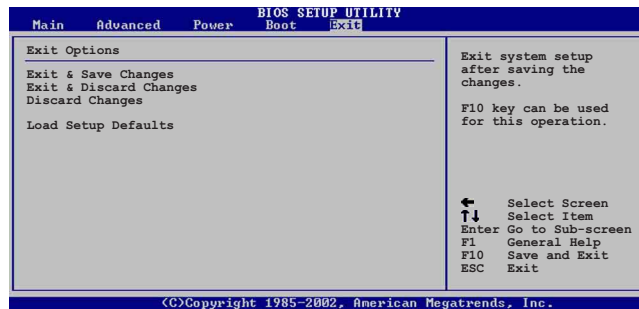 BIOS SETUP UTILITY
Main Advanced Power Boot Exit
Exit Options
Exit & Save Changes
Exit & Discard Changes
Discard Changes
Load Setup Defaults
Exit system setup
after saving the
changes.
F10 key can be used
for this operation.
← Select Screen
↑↓ Select Item
Enter Go to Sub-screen
F1 General Help
F10 Save and Exit
ESC Exit
(C)Copyright 1985-2002, American Megatrends, Inc.